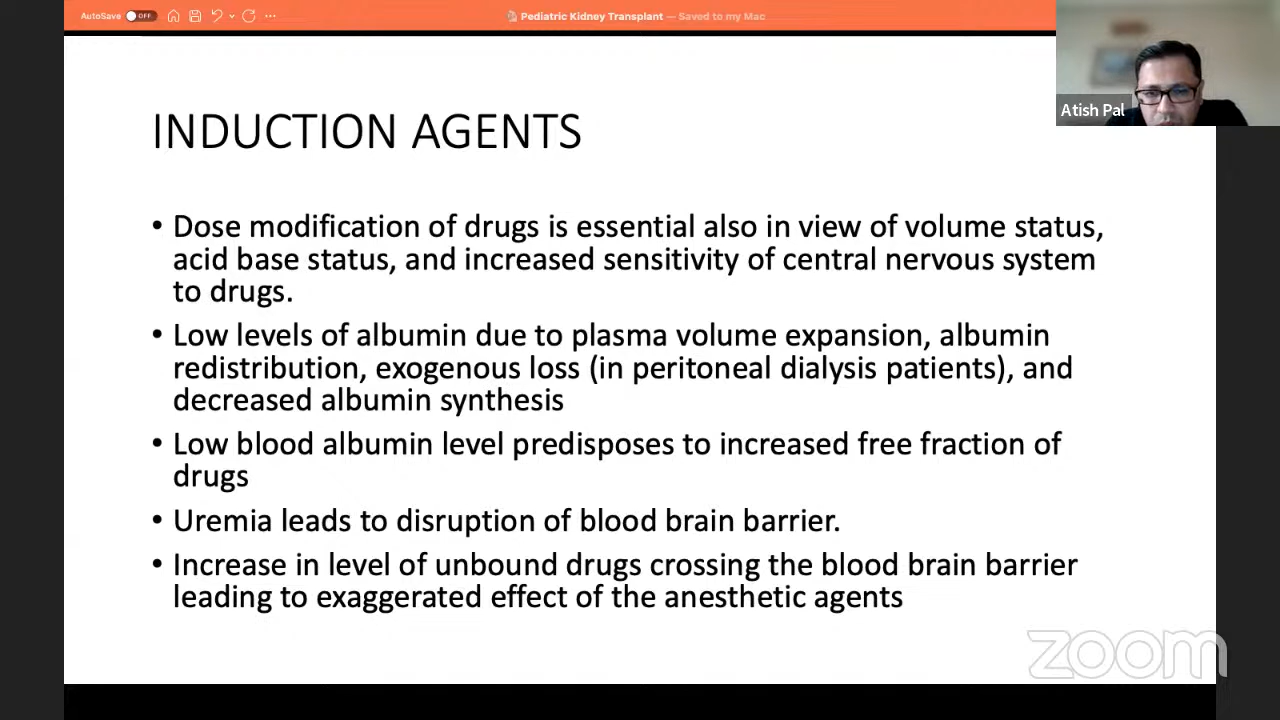 AutoSave OFF
Pediatric Kidney Transplant — Saved to my Mac
Atish Pal
INDUCTION AGENTS
• Dose modification of drugs is essential also in view of volume status,
acid base status, and increased sensitivity of central nervous system
to drugs.
• Low levels of albumin due to plasma volume expansion, albumin
redistribution, exogenous loss (in peritoneal dialysis patients), and
decreased albumin synthesis
• Low blood albumin level predisposes to increased free fraction of
drugs
• Uremia leads to disruption of blood brain barrier.
• Increase in level of unbound drugs crossing the blood brain barrier
leading to exaggerated effect of the anesthetic agents
zoom